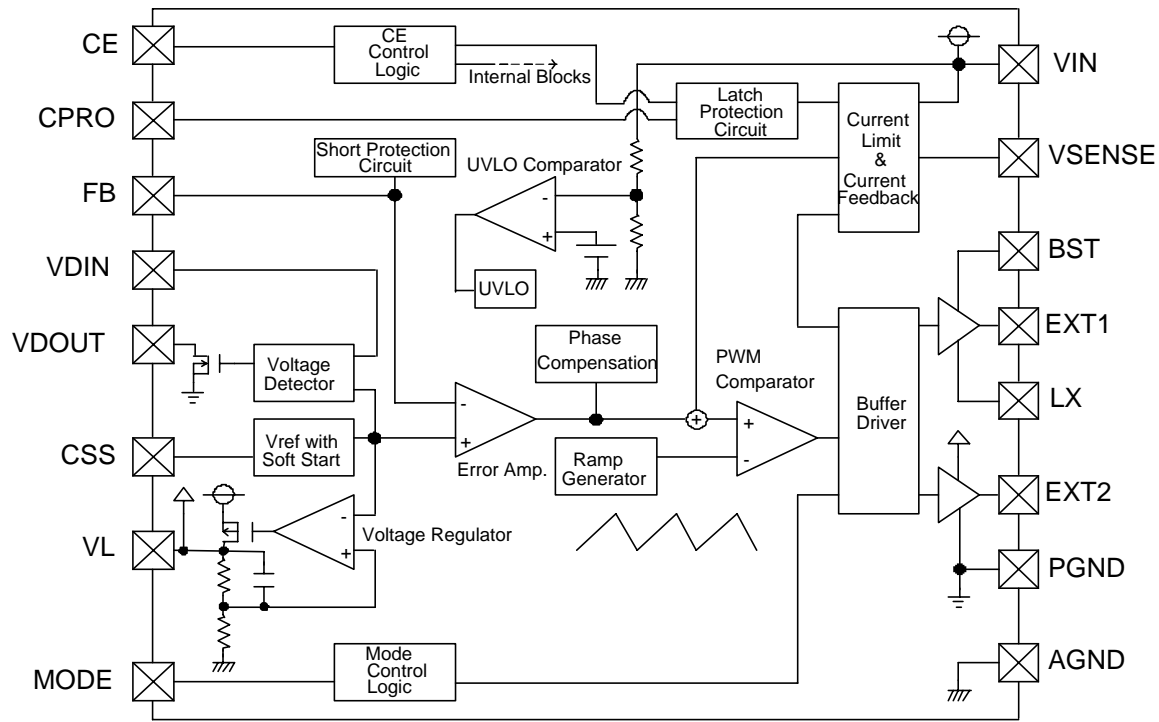 CE
CE
Control
Logic
Internal Blocks
VIN
CPRO
Latch
Protection
Circuit
Current
Limit
&
Current
Feedback
VSENSE
Short Protection
Circuit
UVLO Comparator
FB
-
+
UVLO
VDIN
BST
VDOUT
Voltage
Detector
Phase
Compensation
PWM
Comparator
EXT1
Buffer
Driver
LX
-
+
Error Amp.
+
+
-
CSS
Vref with
Soft Start
Ramp
Generator
EXT2
VL
-
+
Voltage Regulator
PGND
MODE
Mode
Control
Logic
AGND